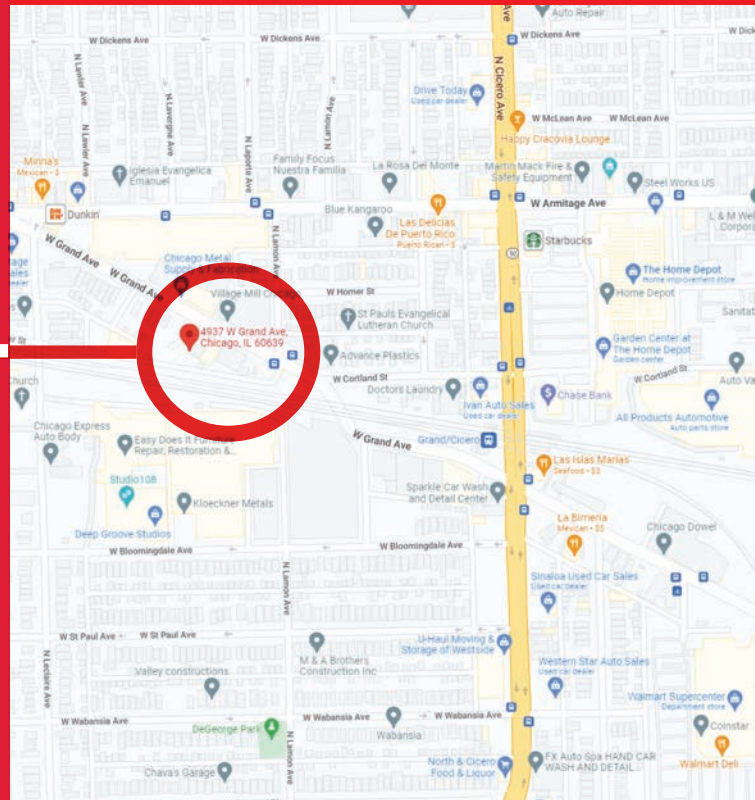 Auto Repair
W Dickens Ave
W Dickens Ave
W Dickens Ave
N Lawler Ave
N Lavergne Ave
N Lamon Ave
N Laporte Ave
N Cicero Ave
Drive Today
Used car dealer
W McLean Ave
W McLean Ave
Happy Cracovia Lounge
N Lawler Ave
Minna's
Mexican • $
Iglesia Evangelica
Emanuel
Family Focus
Nuestra Familia
La Rosa Del Monte
Martin Mack Fire &
Safety Equipment
Steel Works US
Dunkin'
Blue Kangaroo
Las Delicias
De Puerto Rico
Puerto Rican • $
W Armitage Ave
L & M We
Corpora
Starbucks
50
N Lamon Ave
W Grand Ave
W Grand Ave
Chicago Metal
Supply & Fabrication
The Home Depot
Home improvement store
Village Mill Chicago
W Homer St
Home Depot
St Pauls Evangelical
Lutheran Church
Sanitat
4937 W Grand Ave,
Chicago, IL 60639
Garden Center at
The Home Depot
Garden center
Advance Plastics
W Cortland St
W Cortland St
Church
Doctors Laundry
Ivan Auto Sales
Used car dealer
Chase Bank
Auto Va
All Products Automotive
Auto parts store
Chicago Express
Auto Body
Easy Does It Furniture
Repair, Restoration &...
W Grand Ave
Grand/Cicero
Las Islas Marias
Seafood • $$
Studio108
Sparkle Car Wash
and Detail Center
Kloeckner Metals
Deep Groove Studios
La Birrieria
Mexican • $$
Chicago Dowel
W Bloomingdale Ave
W Bloomingdale Ave
N Lamon Ave
Sinaloa Used Car Sales
Used car dealer
W St Paul Ave
W St Paul Ave
N Leclaire Ave
M & A Brothers
Construction Inc
U-Haul Moving &
Storage of Westside
Valley constructions
Western Star Auto Sales
Used car dealer
Walmart Supercenter
Department store
W Wabansia Ave
DeGeorge Park
W Wabansia Ave
W Wabansia Ave
Wabansia
Coinstar
N Lamon Ave
Walmart Deli
Chava's Garage
North & Cicero
Food & Liquor
FX Auto Spa HAND CAR
WASH AND DETAIL...